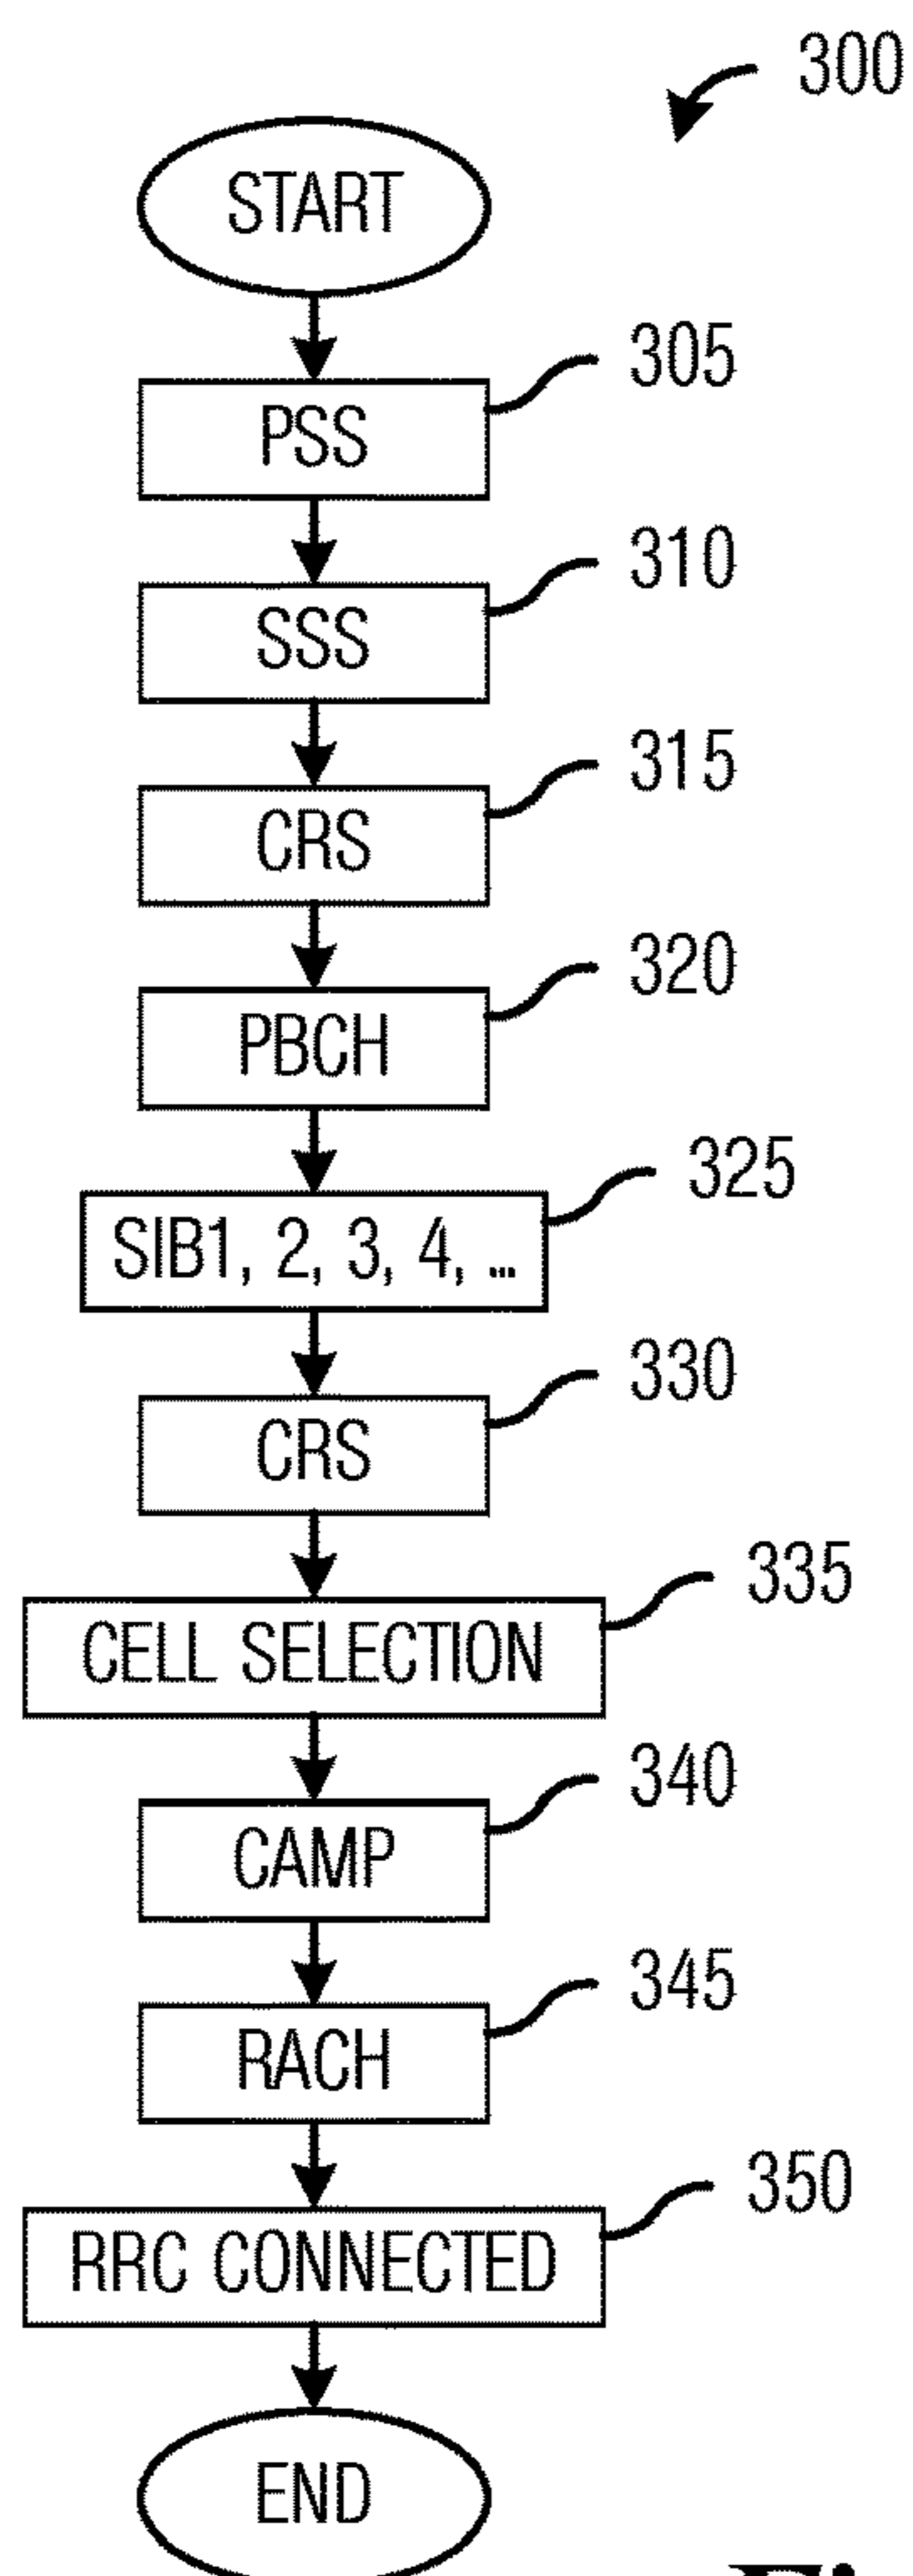 300
START
305
PSS
310
SSS
315
CRS
320
PBCH
325
SIB1, 2, 3, 4, ...
330
CRS
335
CELL SELECTION
340
CAMP
345
RACH
350
RRC CONNECTED
END